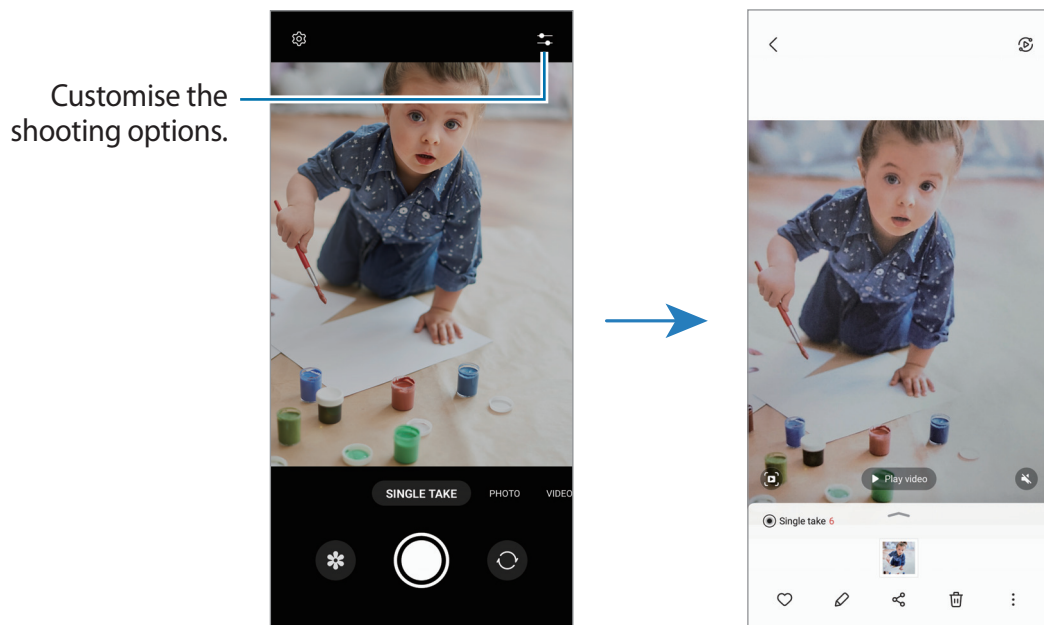 Customise the
shooting options.
SINGLE TAKE
PHOTO
VIDEO
Play video
Single take 6